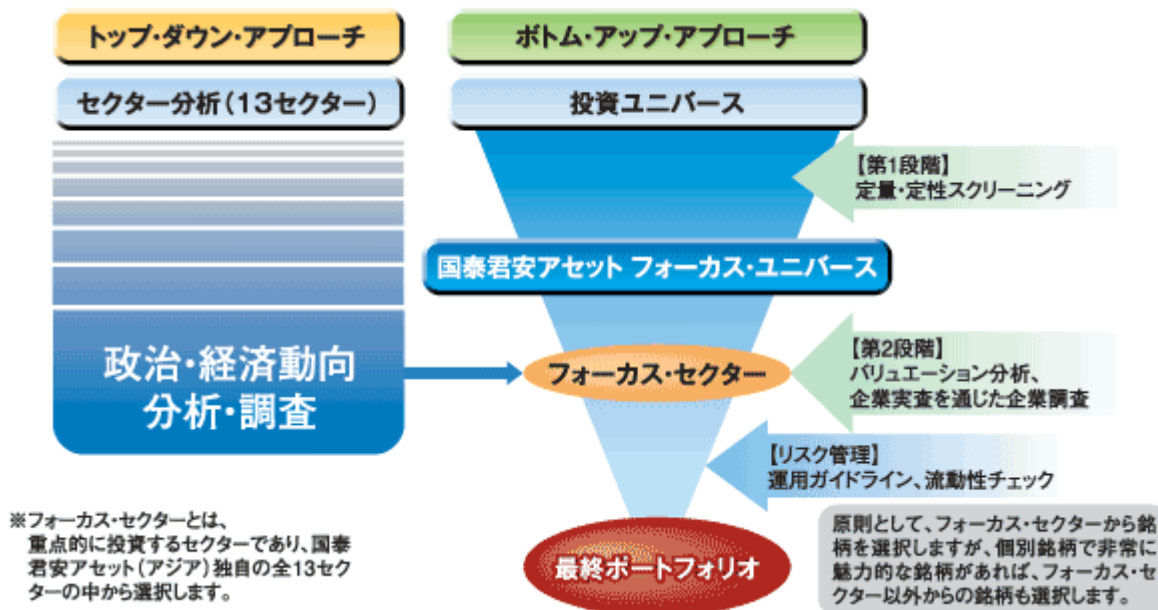 トップ・ダウン・アプローチ
セクター分析(13セクター)
政治・経済動向
分析・調査
ボトム・アップ・アプローチ
投資ユニバース
【第1段階】
定量・定性スクリーニング
国泰君安アセット フォーカス・ユニバース
フォーカス・セクター
【第2段階】
バリュエーション分析、
企業実査を通じた企業調査
【リスク管理】
運用ガイドライン、流動性チェック
最終ポートフォリオ
※フォーカス・セクターとは、
重点的に投資するセクターであり、国泰
君安アセット(アジア)独自の全13セク
ターの中から選択します。
原則として、フォーカス・セクターから銘
柄を選択しますが、個別銘柄で非常に
魅力的な銘柄があれば、フォーカス・セ
クター以外からの銘柄も選択します。